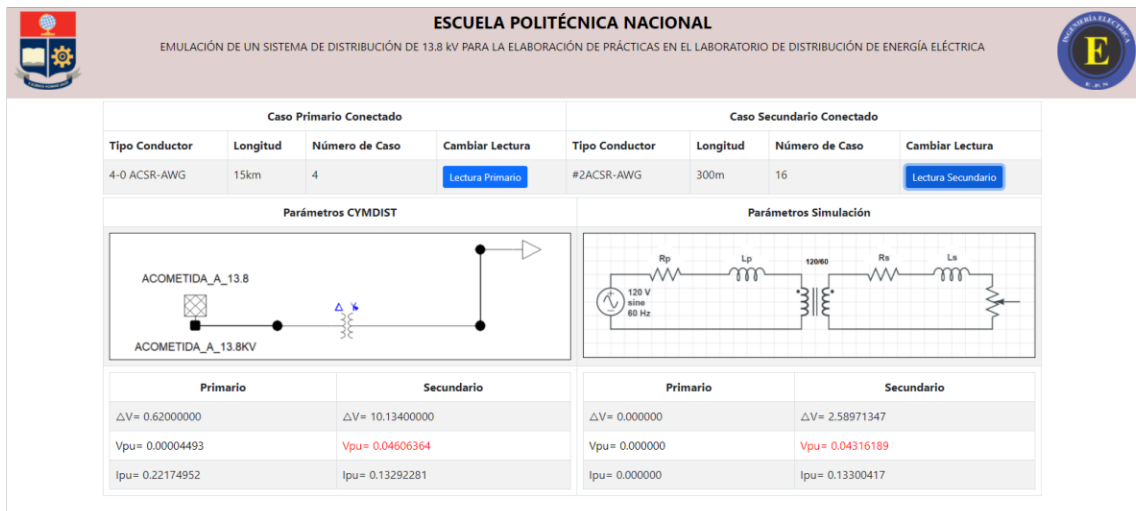 ESCUELA POLITÉCNICA NACIONAL
EMULACIÓN DE UN SISTEMA DE DISTRIBUCIÓN DE 13.8 kV PARA LA ELABORACIÓN DE PRÁCTICAS EN EL LABORATORIO DE DISTRIBUCIÓN DE ENERGÍA ELÉCTRICA
INGENIERÍA ELÉCTRICA
E
E.P.N
Caso Primario Conectado Caso Secundario Conectado
Tipo Conductor Longitud Número de Caso Cambiar Lectura Tipo Conductor Longitud Número de Caso Cambiar Lectura
4-0 ACSR-AWG 15km 4 Lectura Primario #2ACSR-AWG 300m 16 Lectura Secundario
Parámetros CYMDIST Parámetros Simulación
ACOMETIDA_A_13.8
ACOMETIDA_A_13.8KV
Rp Lp 120/60 Rs Ls
120 V
sine
60 Hz
Primario Secundario Primario Secundario
△V= 0.62000000 △V= 10.13400000 △V= 0.000000 △V= 2.58971347
Vpu= 0.00004493 Vpu= 0.04606364 Vpu= 0.000000 Vpu= 0.04316189
Ipu= 0.22174952 Ipu= 0.13292281 Ipu= 0.000000 Ipu= 0.13300417